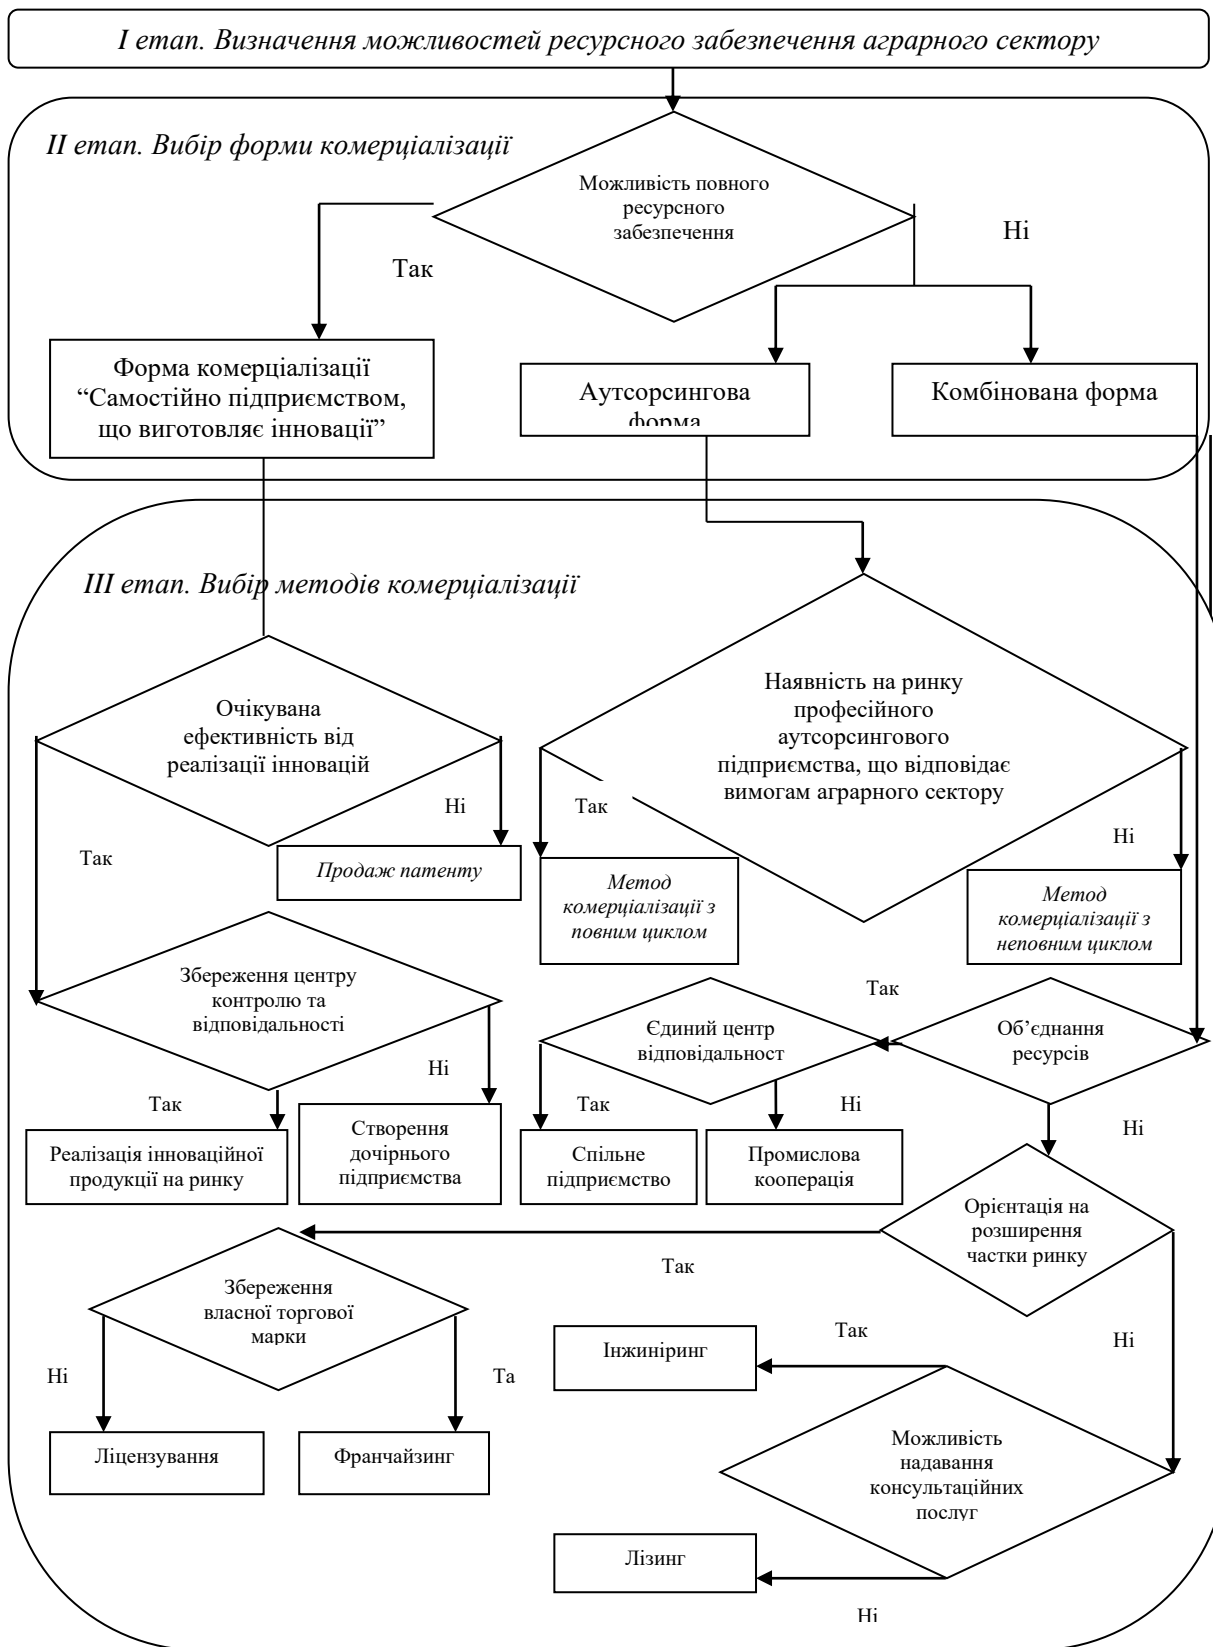 I етап. Визначення можливостей ресурсного забезпечення аграрного сектору
II етап. Вибір форми комерціалізації
Можливість повного
ресурсного
забезпечення
Так
Ні
Форма комерціалізації
“Самостійно підприємством,
що виготовляє інновації”
Аутсорсингова
форма
Комбінована форма
III етап. Вибір методів комерціалізації
Очікувана
ефективність від
реалізації інновацій
Наявність на ринку
професійного
аутсорсингового
підприємства, що відповідає
вимогам аграрного сектору
Так
Ні
Так
Ні
Продаж патенту
Метод
комерціалізації з
повним циклом
Метод
комерціалізації з
неповним циклом
Збереження центру
контролю та
відповідальності
Єдиний центр
відповідальност
Так
Об’єднання
ресурсів
Так
Ні
Так
Ні
Ні
Реалізація інноваційної
продукції на ринку
Створення
дочірнього
підприємства
Спільне
підприємство
Промислова
кооперація
Орієнтація на
розширення
частки ринку
Так
Ні
Збереження
власної торгової
марки
Ні
Та
Ліцензування
Франчайзинг
Інжиніринг
Так
Можливість
надавання
консультаційних
послуг
Лізинг
Ні